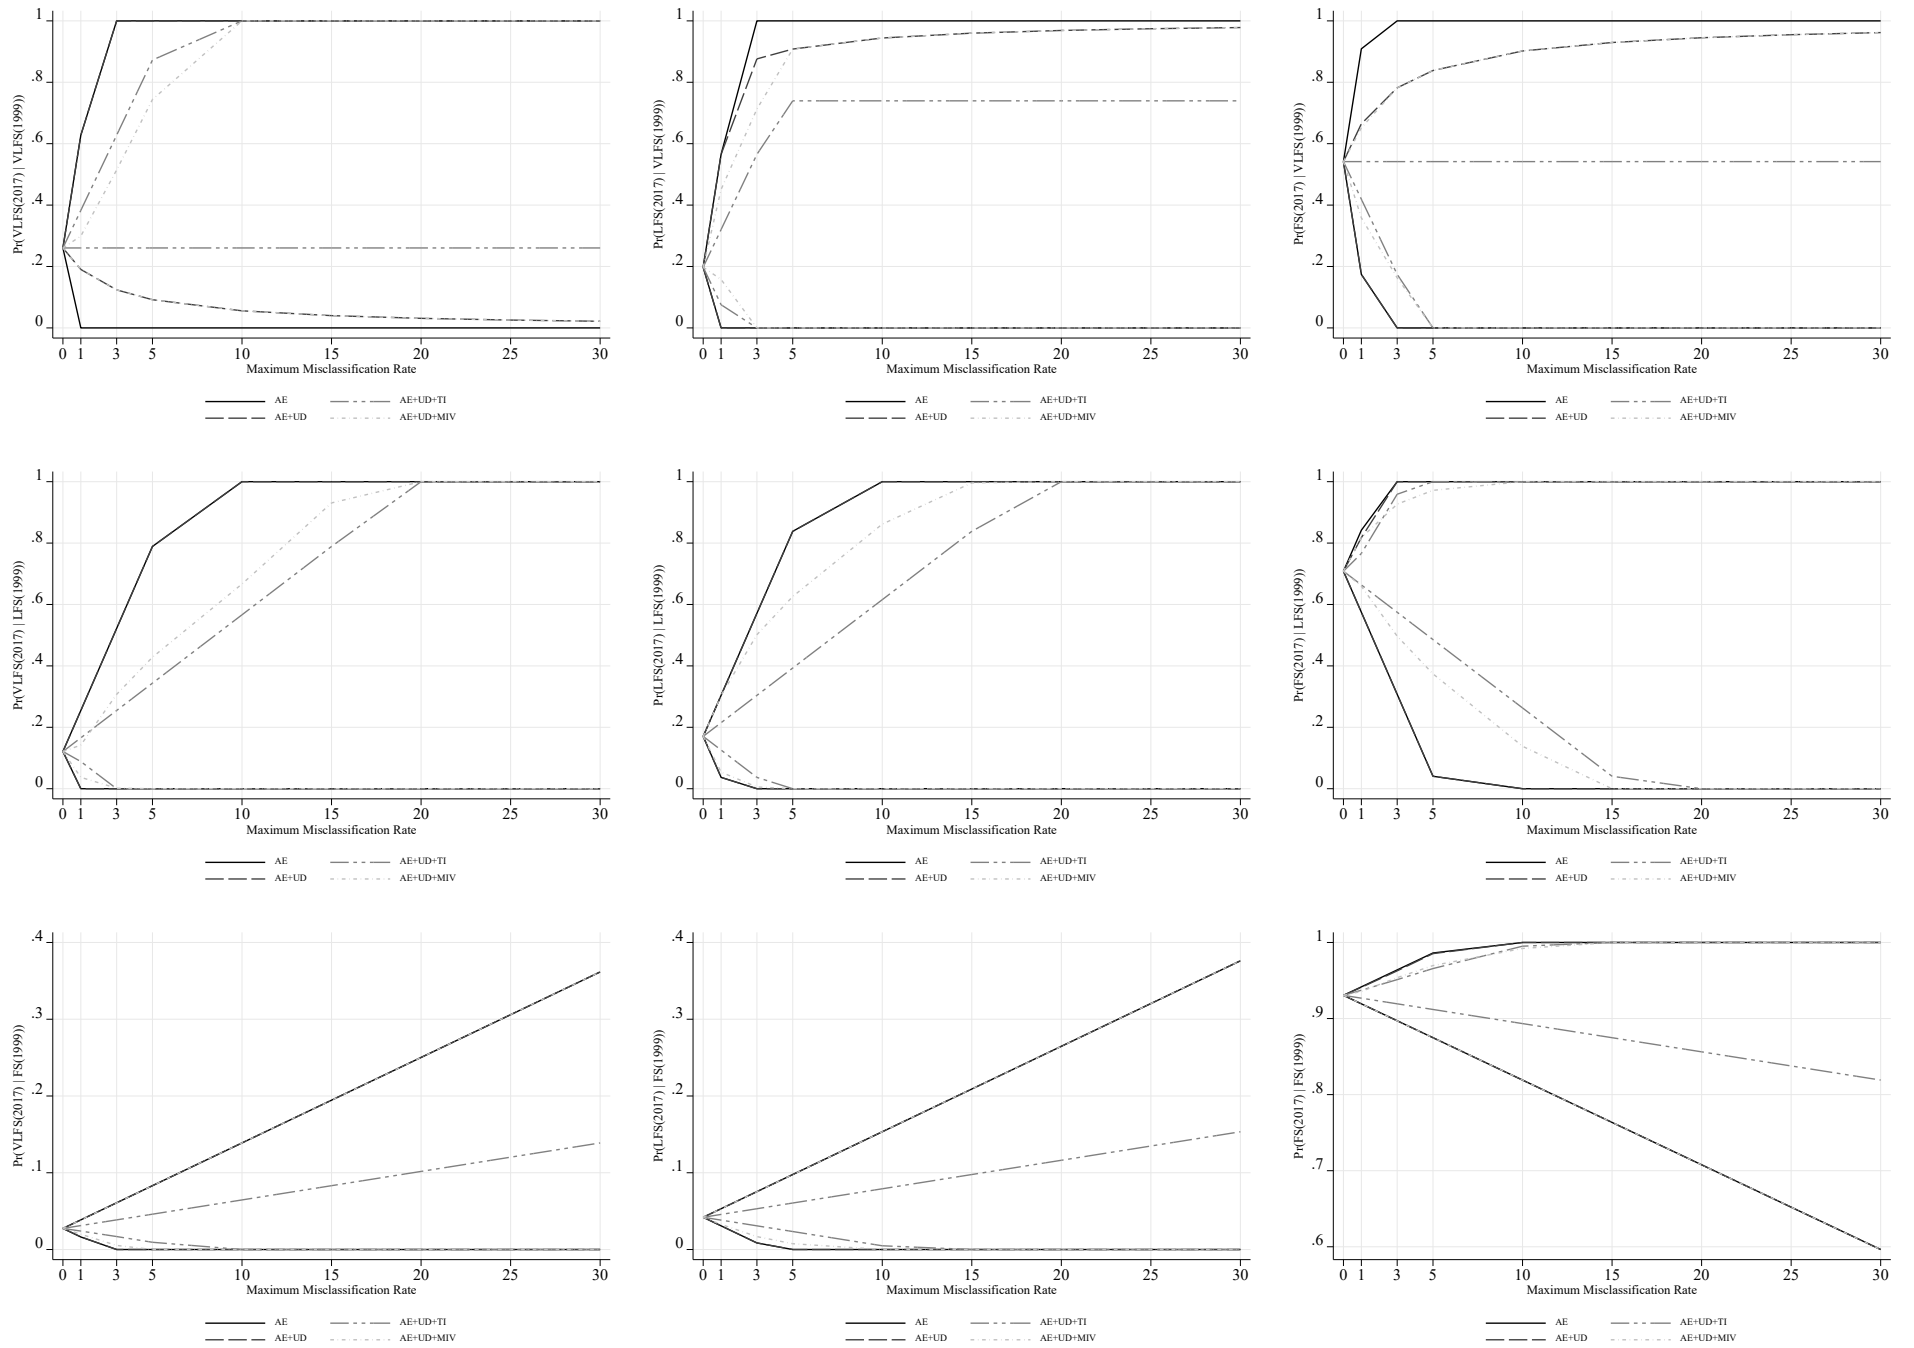 Pr(VLFS(2017) | VLFS(1999))
1
.8
.6
.4
.2
0
0 1 3 5 10 15 20 25 30
Maximum Misclassification Rate
AE AE+UD+TI
AE+UD AE+UD+MIV
Pr(LFS(2017) | VLFS(1999))
1
.8
.6
.4
.2
0
0 1 3 5 10 15 20 25 30
Maximum Misclassification Rate
AE AE+UD+TI
AE+UD AE+UD+MIV
Pr(FS(2017) | VLFS(1999))
1
.8
.6
.4
.2
0
0 1 3 5 10 15 20 25 30
Maximum Misclassification Rate
AE AE+UD+TI
AE+UD AE+UD+MIV
Pr(VLFS(2017) | LFS(1999))
1
.8
.6
.4
.2
0
0 1 3 5 10 15 20 25 30
Maximum Misclassification Rate
AE AE+UD+TI
AE+UD AE+UD+MIV
Pr(LFS(2017) | LFS(1999))
1
.8
.6
.4
.2
0
0 1 3 5 10 15 20 25 30
Maximum Misclassification Rate
AE AE+UD+TI
AE+UD AE+UD+MIV
Pr(FS(2017) | LFS(1999))
1
.8
.6
.4
.2
0
0 1 3 5 10 15 20 25 30
Maximum Misclassification Rate
AE AE+UD+TI
AE+UD AE+UD+MIV
Pr(VLFS(2017) | FS(1999))
.4
.3
.2
.1
0
0 1 3 5 10 15 20 25 30
Maximum Misclassification Rate
AE AE+UD+TI
AE+UD AE+UD+MIV
Pr(LFS(2017) | FS(1999))
.4
.3
.2
.1
0
0 1 3 5 10 15 20 25 30
Maximum Misclassification Rate
AE AE+UD+TI
AE+UD AE+UD+MIV
Pr(FS(2017) | FS(1999))
1
.9
.8
.7
.6
0 1 3 5 10 15 20 25 30
Maximum Misclassification Rate
AE AE+UD+TI
AE+UD AE+UD+MIV